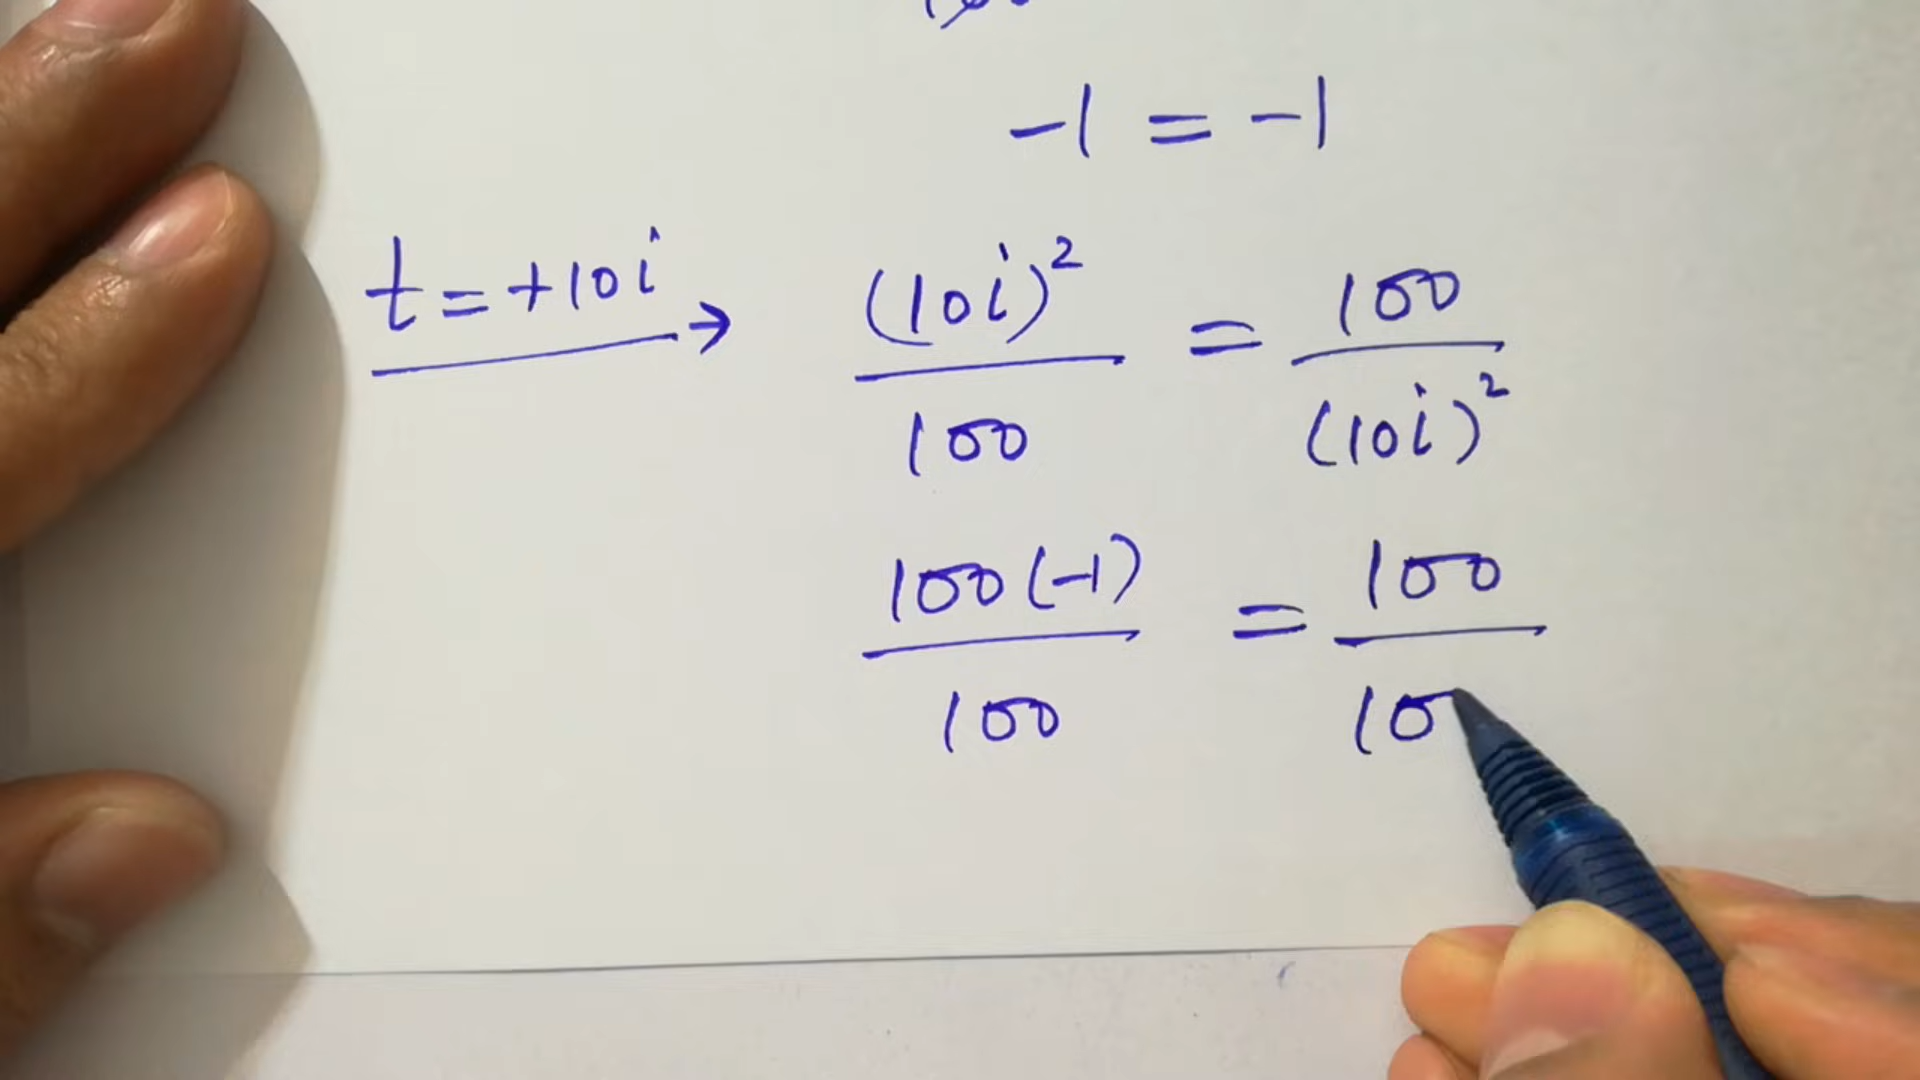 -1 = -1
t = +10i → (10i)² / 100 = 100 / (10i)²
100(-1) / 100 = 100 / 10